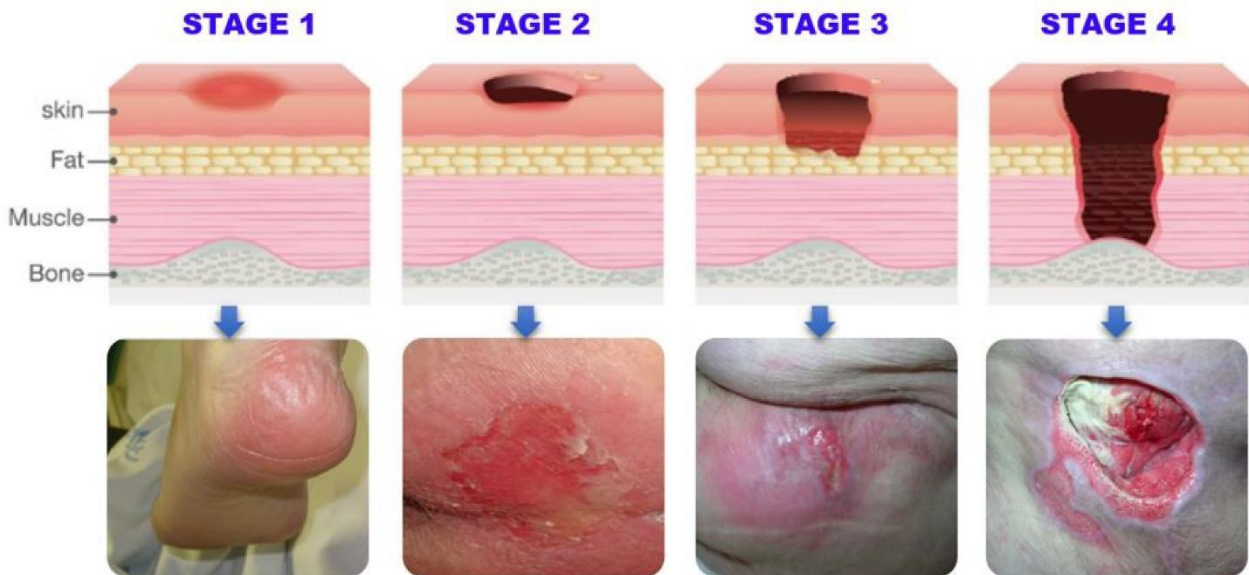 STAGE 1 STAGE 2 STAGE 3 STAGE 4
skin
Fat
Muscle
Bone